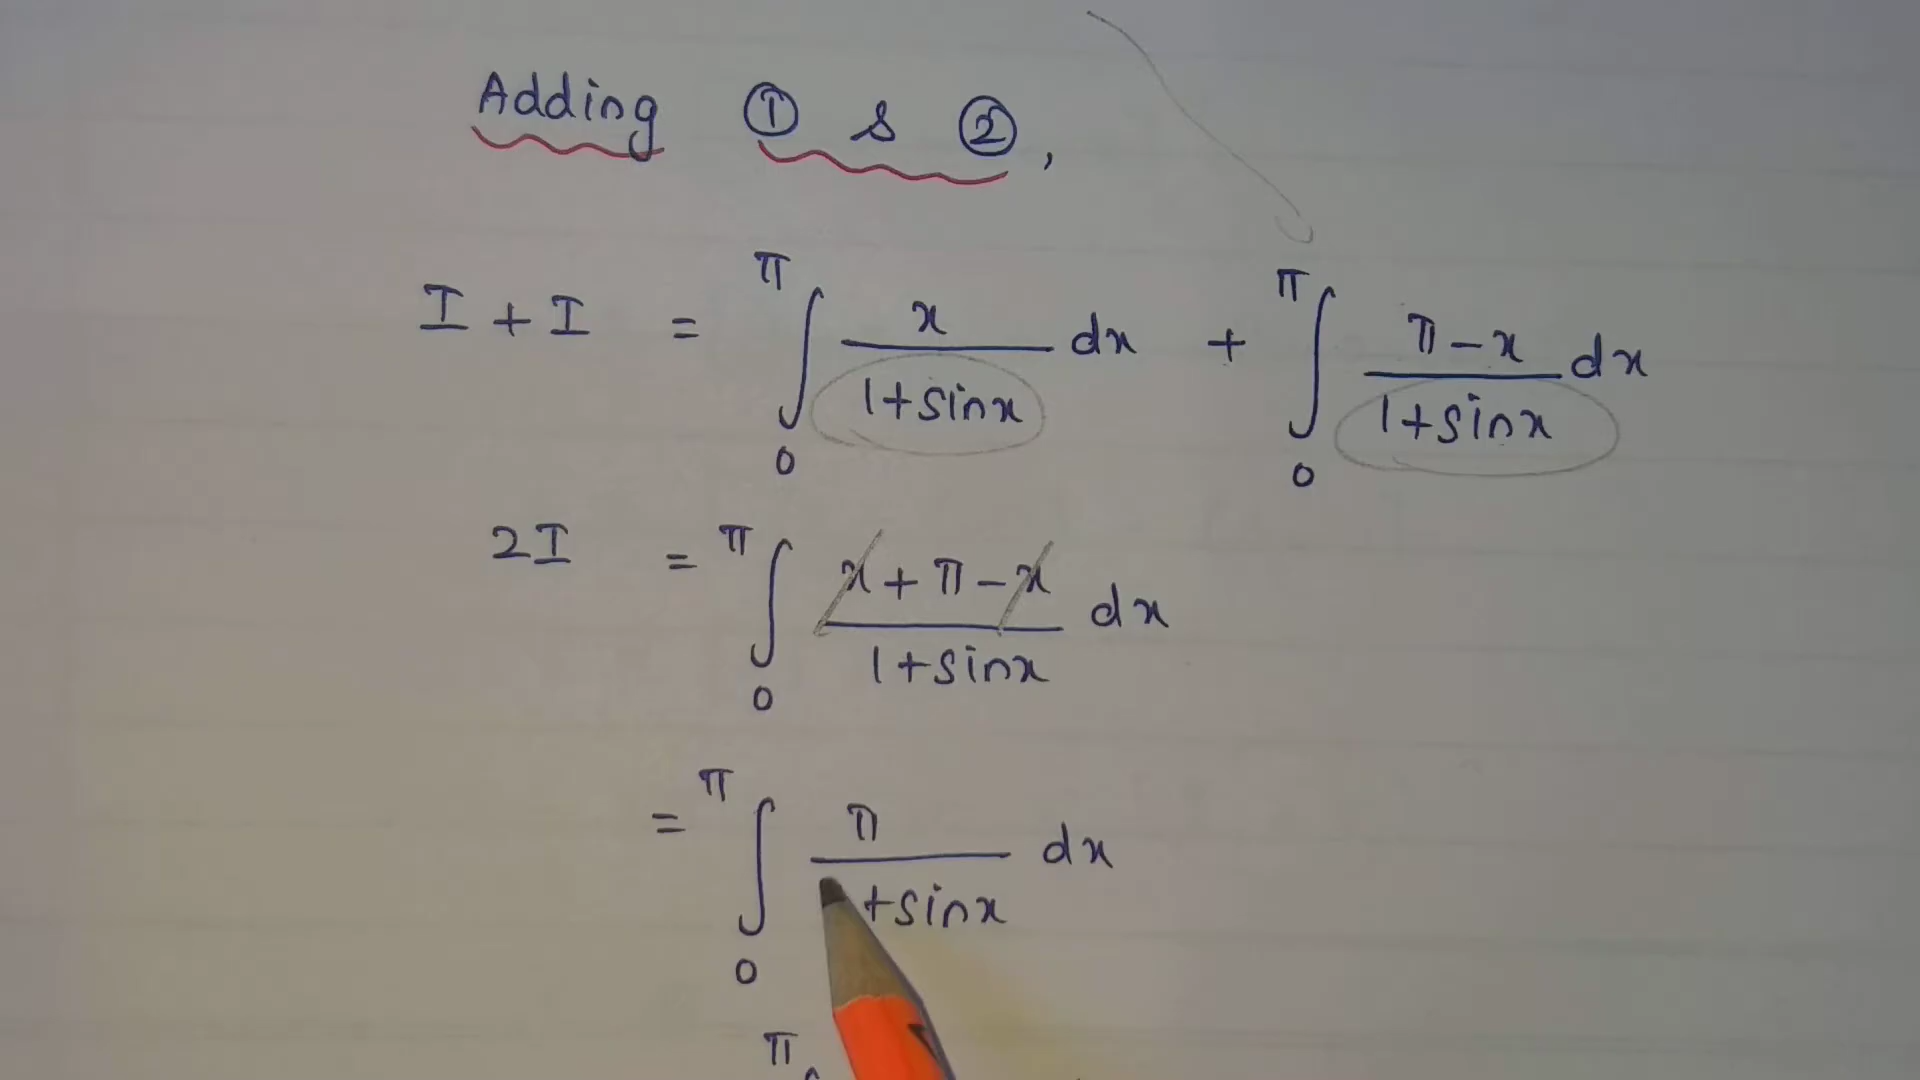 Adding ① & ②,
I + I = ∫₀^π x/(1+sinx) dx + ∫₀^π (π-x)/(1+sinx) dx
2I = ∫₀^π (x+π-x)/(1+sinx) dx
= ∫₀^π π/(1+sinx) dx
π